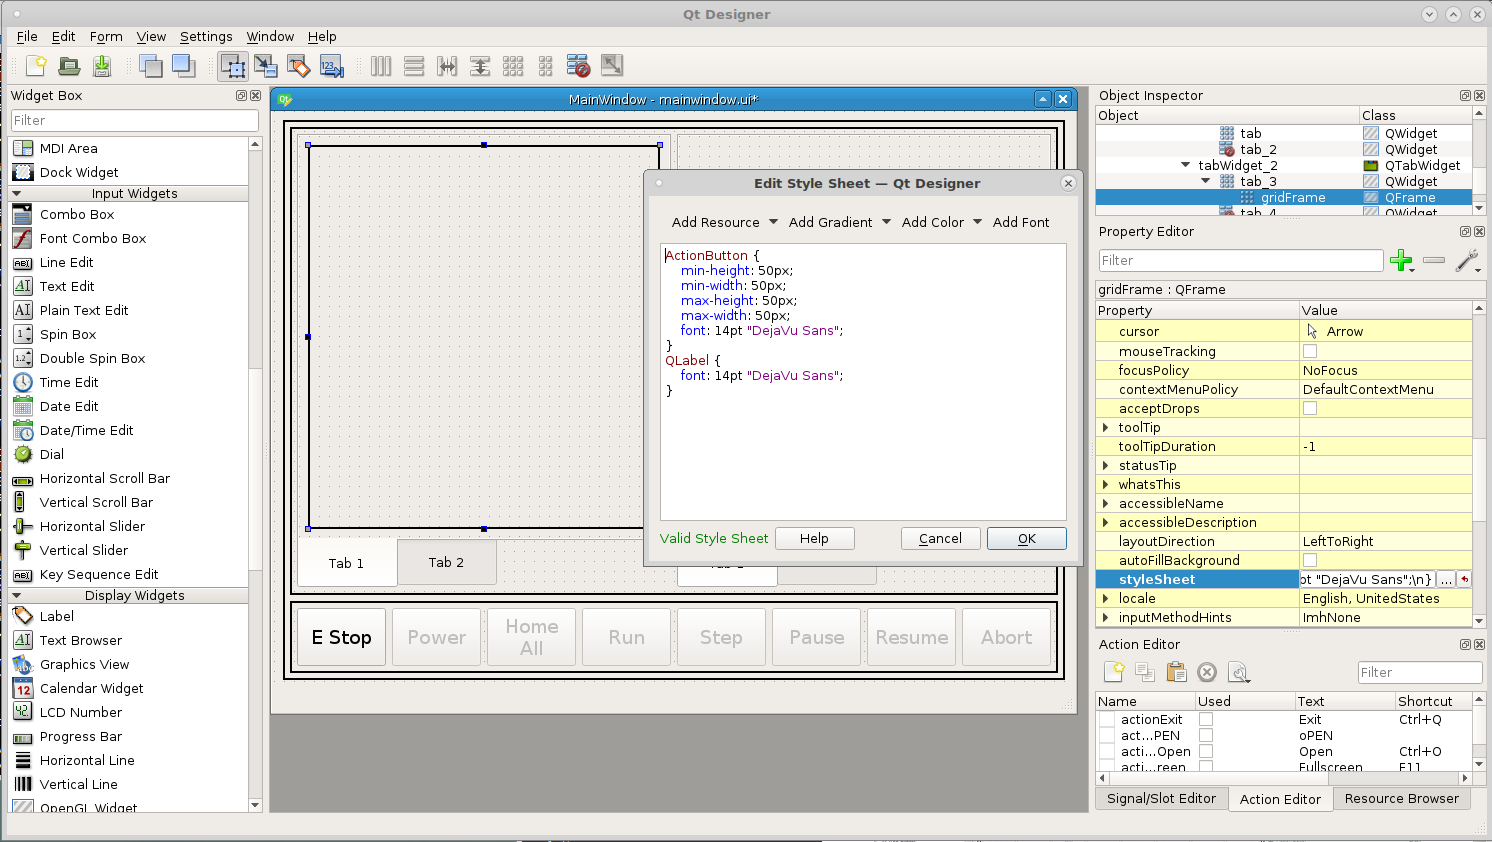 Qt Designer
File Edit Form View Settings Window Help
Widget Box
Filter
MDI Area
Dock Widget
Input Widgets
Combo Box
Font Combo Box
Line Edit
Text Edit
Plain Text Edit
Spin Box
Double Spin Box
Time Edit
Date Edit
Date/Time Edit
Dial
Horizontal Scroll Bar
Vertical Scroll Bar
Horizontal Slider
Vertical Slider
Key Sequence Edit
Display Widgets
Label
Text Browser
Graphics View
Calendar Widget
LCD Number
Progress Bar
Horizontal Line
Vertical Line
OpenGL Widget
MainWindow - mainwindow.ui*
Tab 1
Tab 2
E Stop
Power
Home
All
Run
Step
Pause
Resume
Abort
Edit Style Sheet — Qt Designer
Add Resource Add Gradient Add Color Add Font
ActionButton {
min-height: 50px;
min-width: 50px;
max-height: 50px;
max-width: 50px;
font: 14pt "DejaVu Sans";
}
QLabel {
font: 14pt "DejaVu Sans";
}
Valid Style Sheet
Help
Cancel
OK
Object Inspector
Object Class
tab QWidget
tab_2 QWidget
tabWidget_2 QTabWidget
tab_3 QWidget
gridFrame QFrame
tab_4 QWidget
Property Editor
Filter
gridFrame : QFrame
Property Value
cursor Arrow
mouseTracking
focusPolicy NoFocus
contextMenuPolicy DefaultContextMenu
acceptDrops
toolTip
toolTipDuration -1
statusTip
whatsThis
accessibleName
accessibleDescription
layoutDirection LeftToRight
autoFillBackground
styleSheet pt "DejaVu Sans";\n} ...
locale English, UnitedStates
inputMethodHints ImhNone
Action Editor
Filter
Name Used Text Shortcut
actionExit Exit Ctrl+Q
act...PEN oPEN
acti...Open Open Ctrl+O
acti...reen Fullscreen F11
Signal/Slot Editor Action Editor Resource Browser